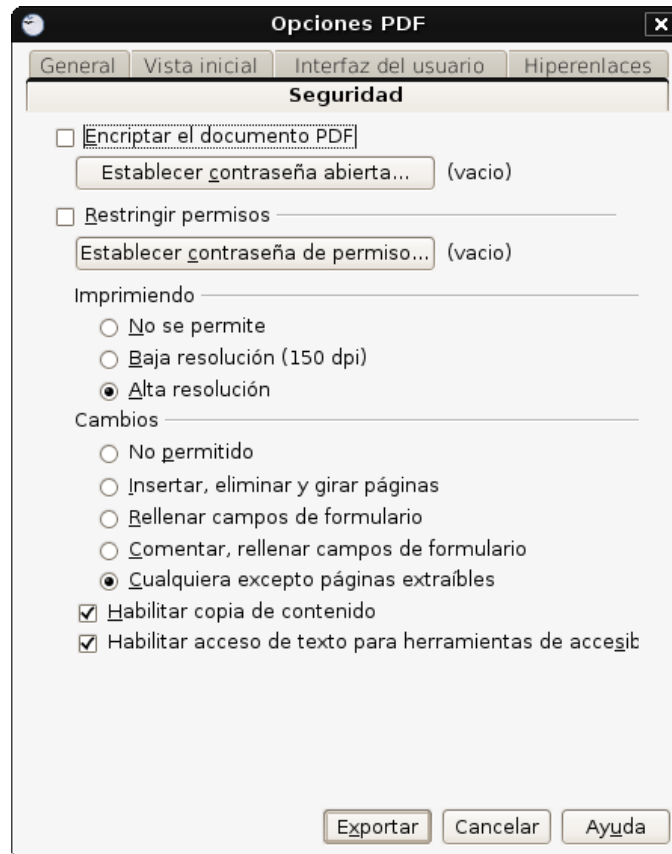 Opciones PDF
General Vista inicial Interfaz del usuario Hiperenlaces
Seguridad
Encriptar el documento PDF
Establecer contraseña abierta... (vacio)
Restringir permisos
Establecer contraseña de permiso... (vacio)
Imprimiendo
No se permite
Baja resolución (150 dpi)
Alta resolución
Cambios
No permitido
Insertar, eliminar y girar páginas
Rellenar campos de formulario
Comentar, rellenar campos de formulario
Cualquiera excepto páginas extraíbles
Habilitar copia de contenido
Habilitar acceso de texto para herramientas de accesib
Exportar Cancelar Ayuda